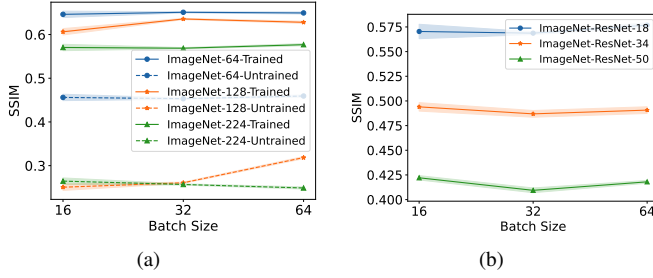 0.6
0.5
0.4
0.3
SSIM
16
32
64
Batch Size
ImageNet-64-Trained
ImageNet-64-Untrained
ImageNet-128-Trained
ImageNet-128-Untrained
ImageNet-224-Trained
ImageNet-224-Untrained
(a)
0.575
0.550
0.525
0.500
0.475
0.450
0.425
0.400
SSIM
16
32
64
Batch Size
ImageNet-ResNet-18
ImageNet-ResNet-34
ImageNet-ResNet-50
(b)